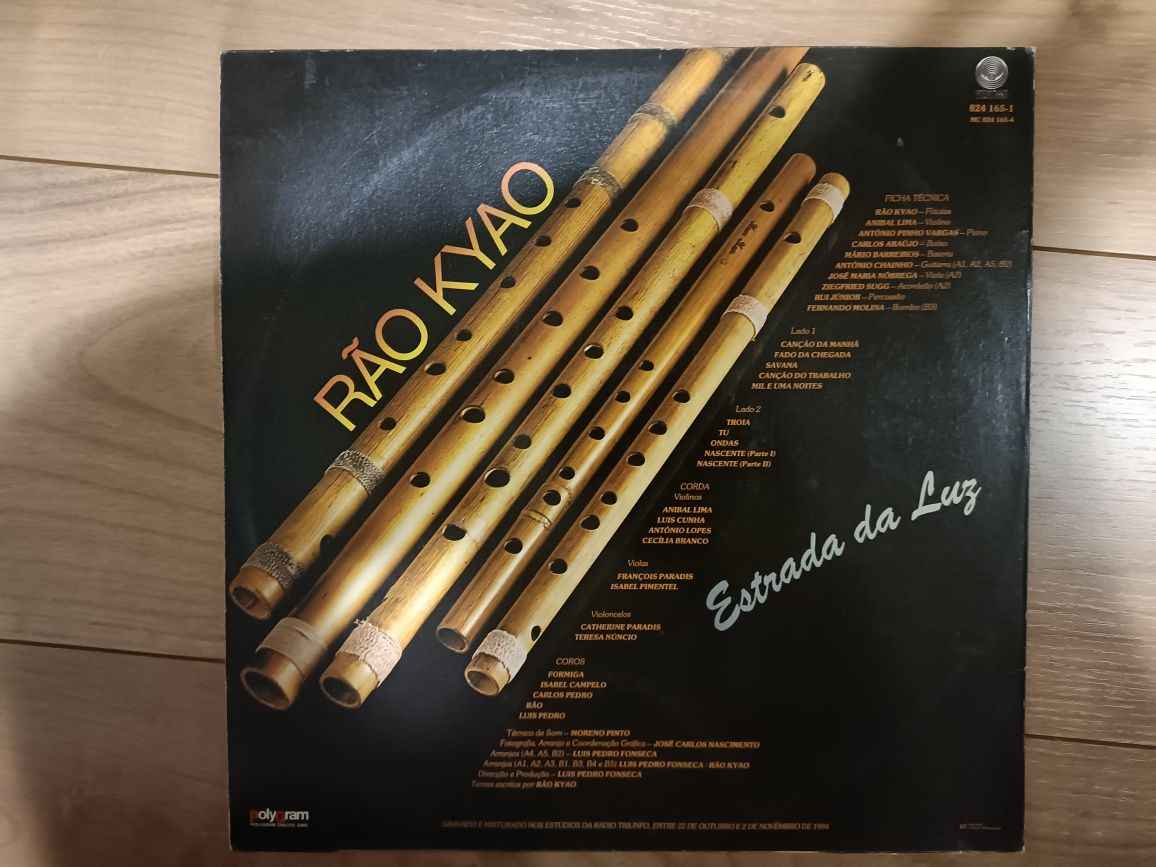 824 165-1
MC 824 165-4
RÃO KYAO
FICHA TÉCNICA
RÃO KYAO – Flautas
ANIBAL LIMA – Violino
ANTÓNIO PINHO VARGAS – Piano
CARLOS ARAÚJO – Baixo
MÁRIO BARREIROS – Bateria
ANTÓNIO CHAINHO – Guitarra (A1, A2, A5, B2)
JOSÉ MARIA NÓBREGA – Viola (A2)
ZIEGFRIED SUGG – Acordeão (A2)
RUI JÚNIOR – Percussão
FERNANDO MOLINA – Bombo (B3)
Lado 1
CANÇÃO DA MANHÃ
FADO DA CHEGADA
SAVANA
CANÇÃO DO TRABALHO
MIL E UMA NOITES
Lado 2
TROIA
TU
ONDAS
NASCENTE (Parte I)
NASCENTE (Parte II)
CORDA
Violinos
ANIBAL LIMA
LUIS CUNHA
ANTÓNIO LOPES
CECÍLIA BRANCO
Violas
FRANÇOIS PARADIS
ISABEL PIMENTEL
Violoncelos
CATHERINE PARADIS
TERESA NÚNCIO
COROS
FORMIGA
ISABEL CAMPELO
CARLOS PEDRO
RÃO
LUIS PEDRO
Estrada da Luz
Técnico de Som – MORENO PINTO
Fotografia, Arranjo e Coordenação Gráfica – JOSÉ CARLOS NASCIMENTO
Arranjos (A4, A5, B2) – LUIS PEDRO FONSECA
Arranjos (A1, A2, A3, B1, B3, B4 e B5) LUIS PEDRO FONSECA / RÃO KYAO
Direcção e Produção – LUIS PEDRO FONSECA
Temas escritos por RÃO KYAO
polygram
POLYGRAM DISCOS SARL
GRAVADO E MISTURADO NOS ESTÚDIOS DA RÁDIO TRIUNFO, ENTRE 22 DE OUTUBRO E 2 DE NOVEMBRO DE 1984